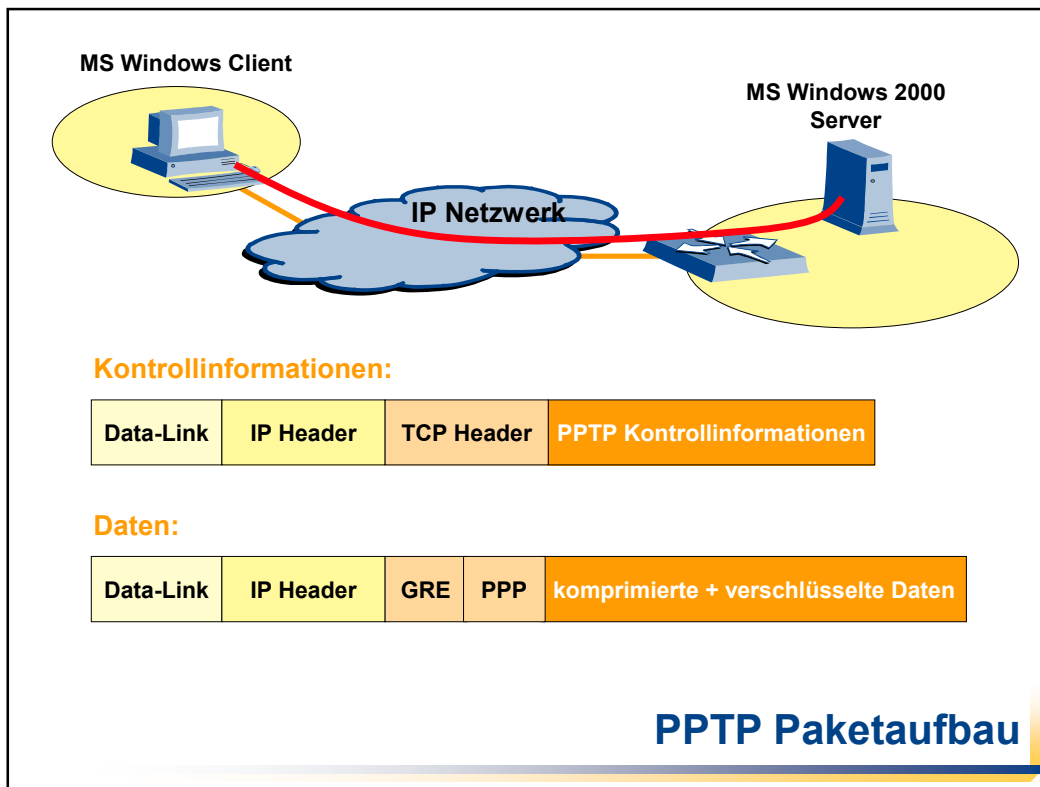 MS Windows Client
MS Windows 2000
Server
IP Netzwerk
Kontrollinformationen:
Data-Link IP Header TCP Header PPTP Kontrollinformationen
Daten:
Data-Link IP Header GRE PPP komprimierte + verschlüsselte Daten
PPTP Paketaufbau